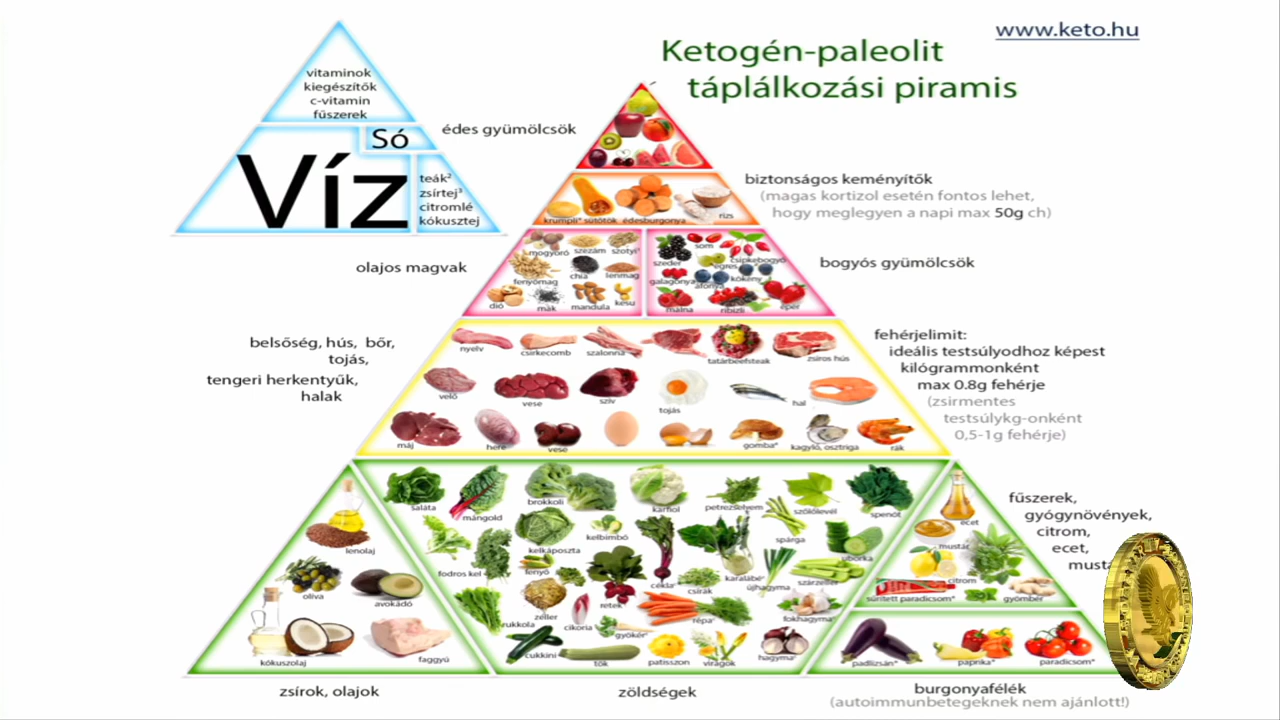 www.keto.hu
Ketogén-paleolit
táplálkozási piramis
vitaminok
kiegészítők
c-vitamin
fűszerek
Só
Víz
teák²
zsírtej³
citromlé
kókusztej
édes gyümölcsök
biztonságos keményítők
(magas kortizol esetén fontos lehet,
hogy meglegyen a napi max 50g ch)
krumpli* sütőtök édesburgonya rizs
olajos magvak
mogyoró szezám szotyi
fenyőmag chia lenmag
dió mák mandula kesu
bogyós gyümölcsök
szeder som csipkebogyó
egres
galagonya áfonya kökény
málna ribizli eper
belsőség, hús, bőr,
tojás,
tengeri herkentyűk,
halak
nyelv csirkecomb szalonna tatárbeefsteak zsíros hús
velő vese szív tojás hal
máj here vese gomba* kagyló, osztriga rák
fehérjelimit:
ideális testsúlyodhoz képest
kilógrammonként
max 0.8g fehérje
(zsírmentes
testsúlykg-onként
0,5-1g fehérje)
lenolaj
olíva avokádó
kókuszolaj faggyú
zsírok, olajok
saláta mángold brokkoli karfiol petrezselyem szőlőlevél spenót
kelkáposzta kelbimbó spárga uborka
fodros kel fenyő cékla csírák karalábé újhagyma szárzeller
rukkola zeller cikória retek répa fokhagyma
gyökér
cukkini tök patisszon virágok hagyma
zöldségek
fűszerek,
gyógynövények,
citrom,
ecet,
ecet
mustár
citrom
sűrített paradicsom* gyömbér
padlizsán* paprika* paradicsom*
burgonyafélék
(autoimmunbetegeknek nem ajánlott!)